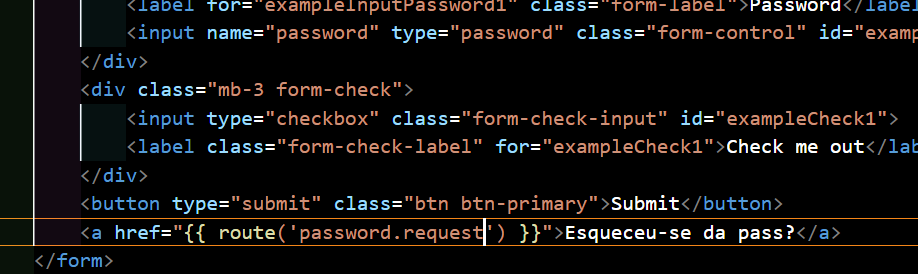 <label for="exampleInputPassword1" class="form-label">Password</label
<input name="password" type="password" class="form-control" id="exam
</div>
<div class="mb-3 form-check">
<input type="checkbox" class="form-check-input" id="exampleCheck1">
<label class="form-check-label" for="exampleCheck1">Check me out</la
</div>
<button type="submit" class="btn btn-primary">Submit</button>
<a href="{{ route('password.request') }}">Esqueceu-se da pass?</a>
</form>